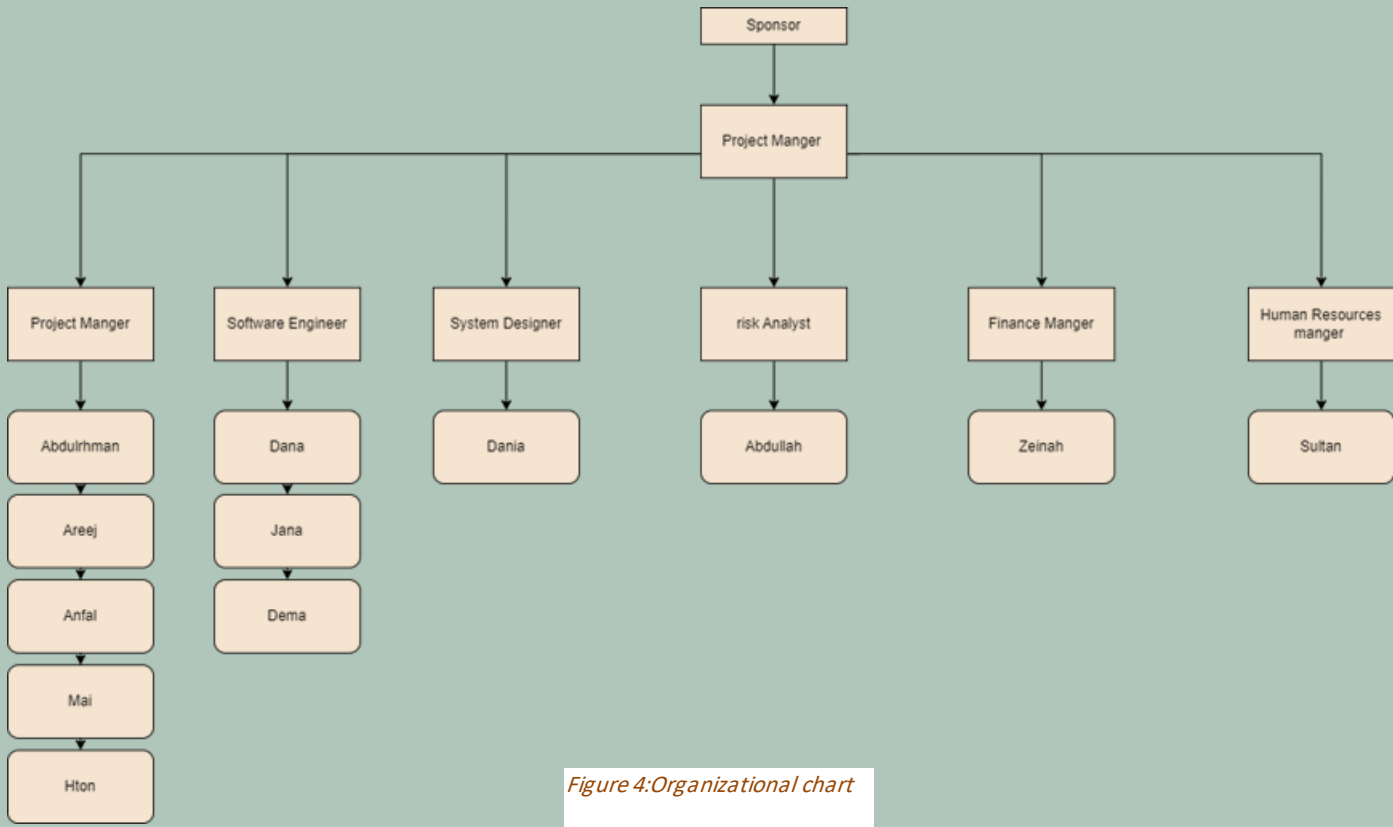 Sponsor
Project Manger
Project Manger
Software Engineer
System Designer
risk Analyst
Finance Manger
Human Resources
manger
Abdulrhman
Dana
Dania
Abdullah
Zeinah
Sultan
Areej
Jana
Anfal
Dema
Mai
Hton
Figure 4:Organizational chart